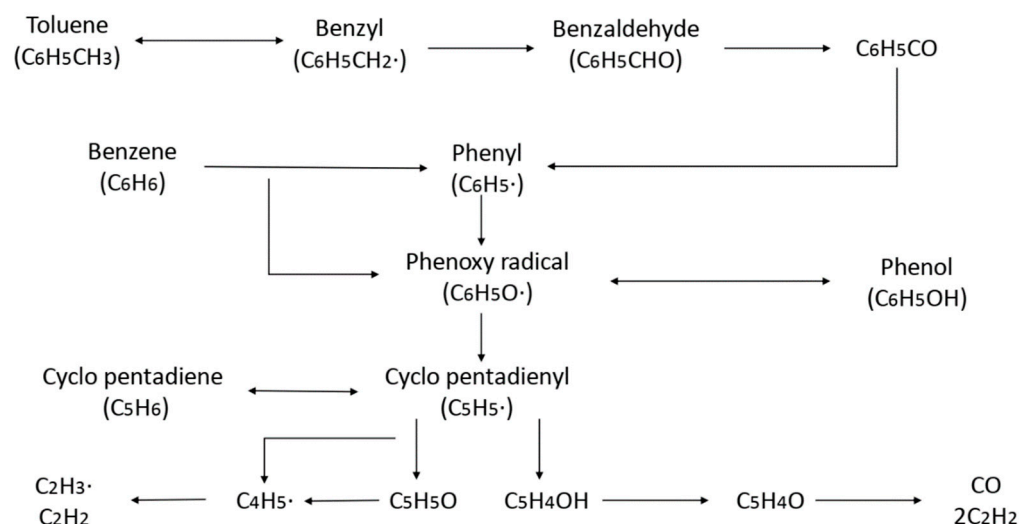 Toluene
(C6H5CH3)
Benzyl
(C6H5CH2·)
Benzaldehyde
(C6H5CHO)
C6H5CO
Benzene
(C6H6)
Phenyl
(C6H5·)
Phenoxy radical
(C6H5O·)
Phenol
(C6H5OH)
Cyclo pentadiene
(C5H6)
Cyclo pentadienyl
(C5H5·)
C2H3·
C2H2
C4H5·
C5H5O
C5H4OH
C5H4O
CO
2C2H2